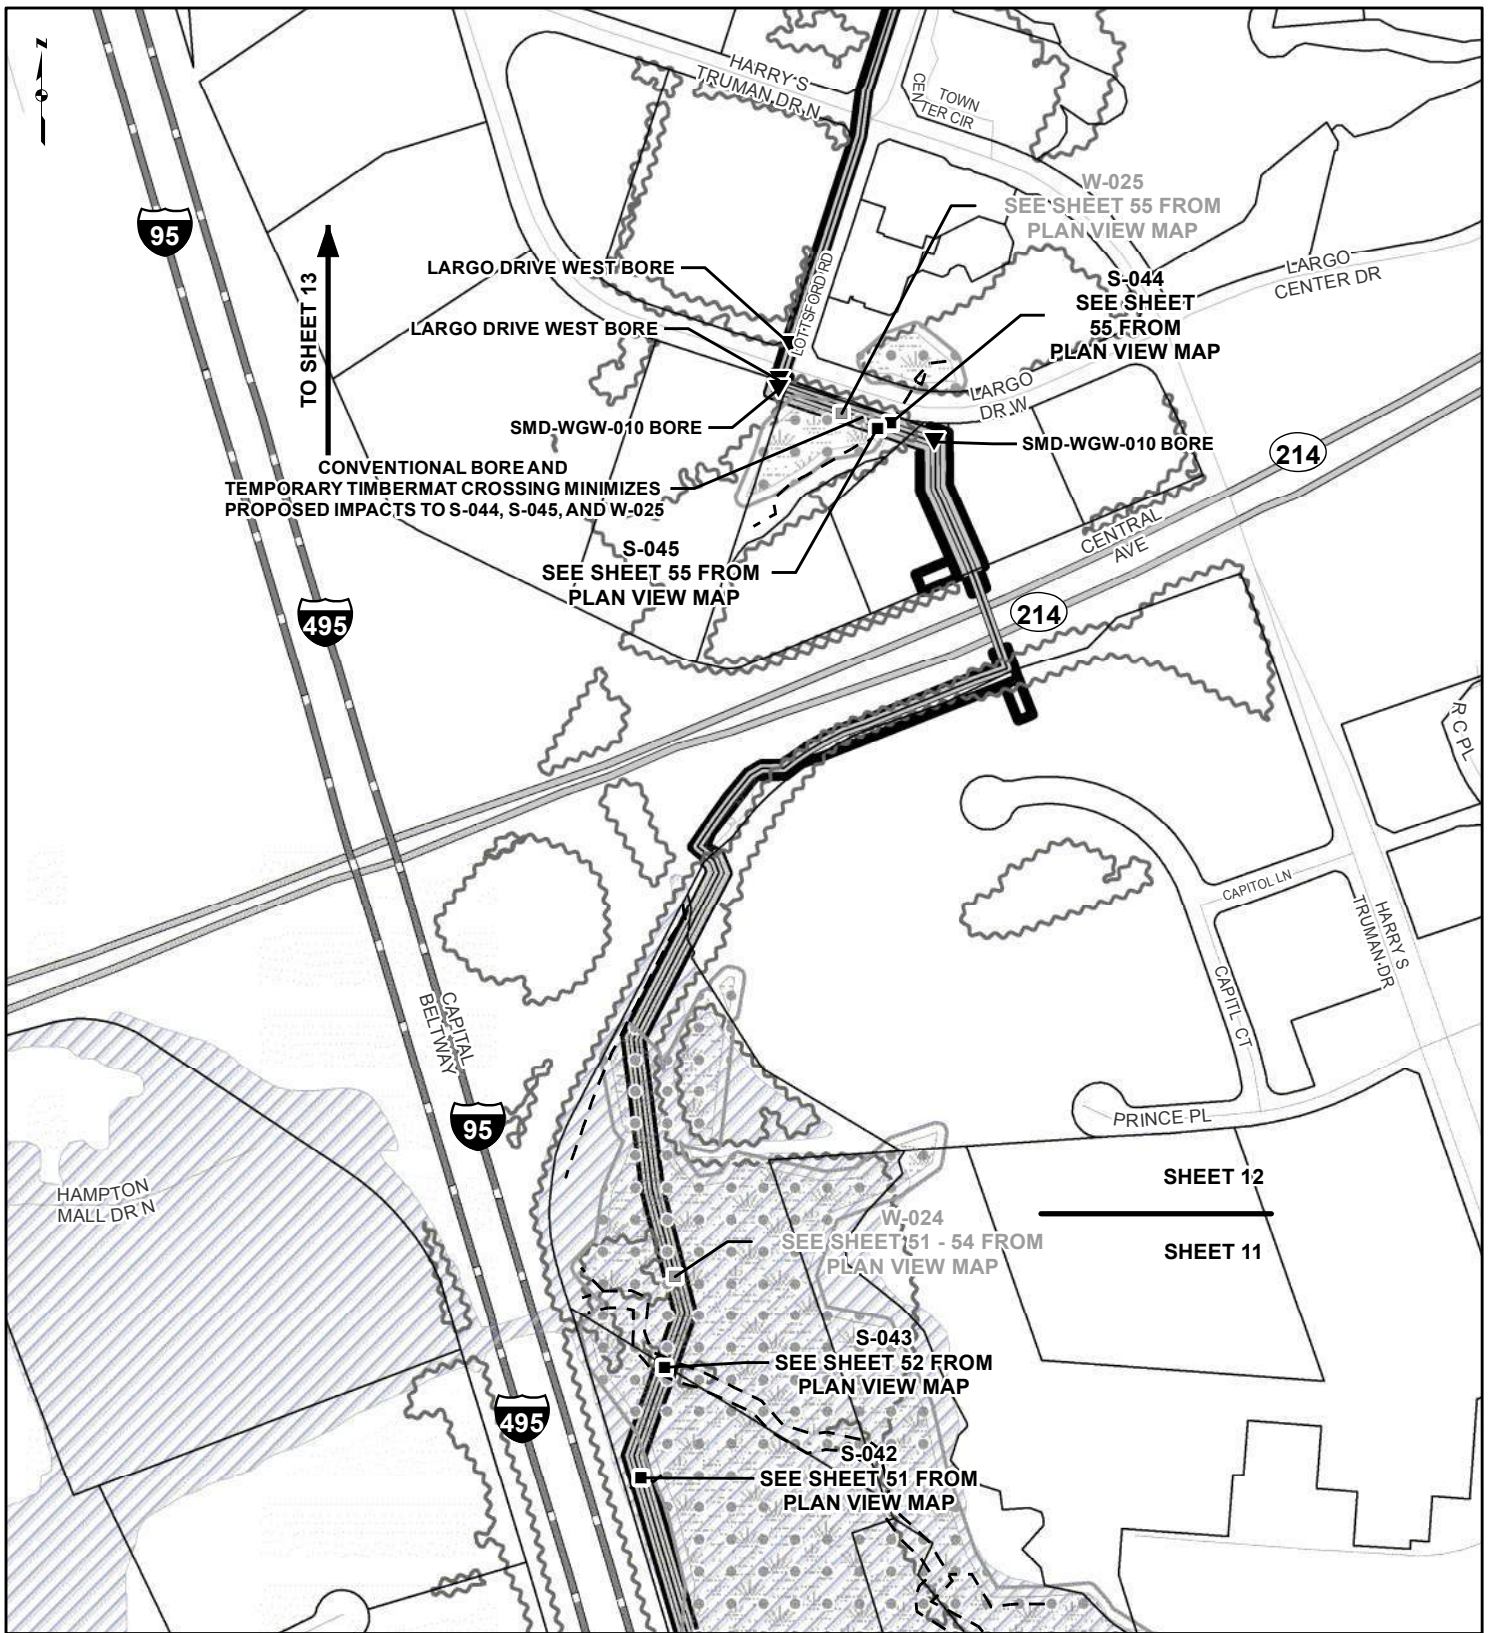 Z
HARRY S
TRUMAN DR N
TOWN
CENTER CIR
W-025
SEE SHEET 55 FROM
PLAN VIEW MAP
95
TO SHEET 13
LARGO DRIVE WEST BORE
LOTTSFORD RD
LARGO
CENTER DR
S-044
SEE SHEET
55 FROM
PLAN VIEW MAP
LARGO DRIVE WEST BORE
LARGO
DR W
SMD-WGW-010 BORE
SMD-WGW-010 BORE
214
CONVENTIONAL BORE AND
TEMPORARY TIMBERMAT CROSSING MINIMIZES
PROPOSED IMPACTS TO S-044, S-045, AND W-025
CENTRAL
AVE
S-045
SEE SHEET 55 FROM
PLAN VIEW MAP
495
214
R C PL
CAPITOL LN
HARRY S
TRUMAN DR
CAPITL CT
CAPITAL
BELTWAY
95
PRINCE PL
HAMPTON
MALL DR N
SHEET 12
SHEET 11
W-024
SEE SHEET 51 - 54 FROM
PLAN VIEW MAP
S-043
SEE SHEET 52 FROM
PLAN VIEW MAP
495
S-042
SEE SHEET 51 FROM
PLAN VIEW MAP